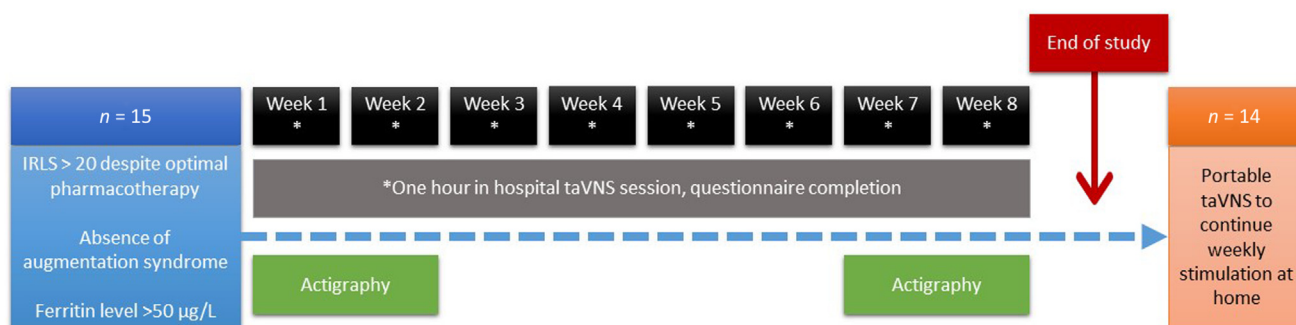 End of study
n = 15
IRLS > 20 despite optimal
pharmacotherapy
Absence of
augmentation syndrome
Ferritin level >50 µg/L
Week 1
*
Week 2
*
Week 3
*
Week 4
*
Week 5
*
Week 6
*
Week 7
*
Week 8
*
*One hour in hospital taVNS session, questionnaire completion
Actigraphy
Actigraphy
n = 14
Portable
taVNS to
continue
weekly
stimulation at
home